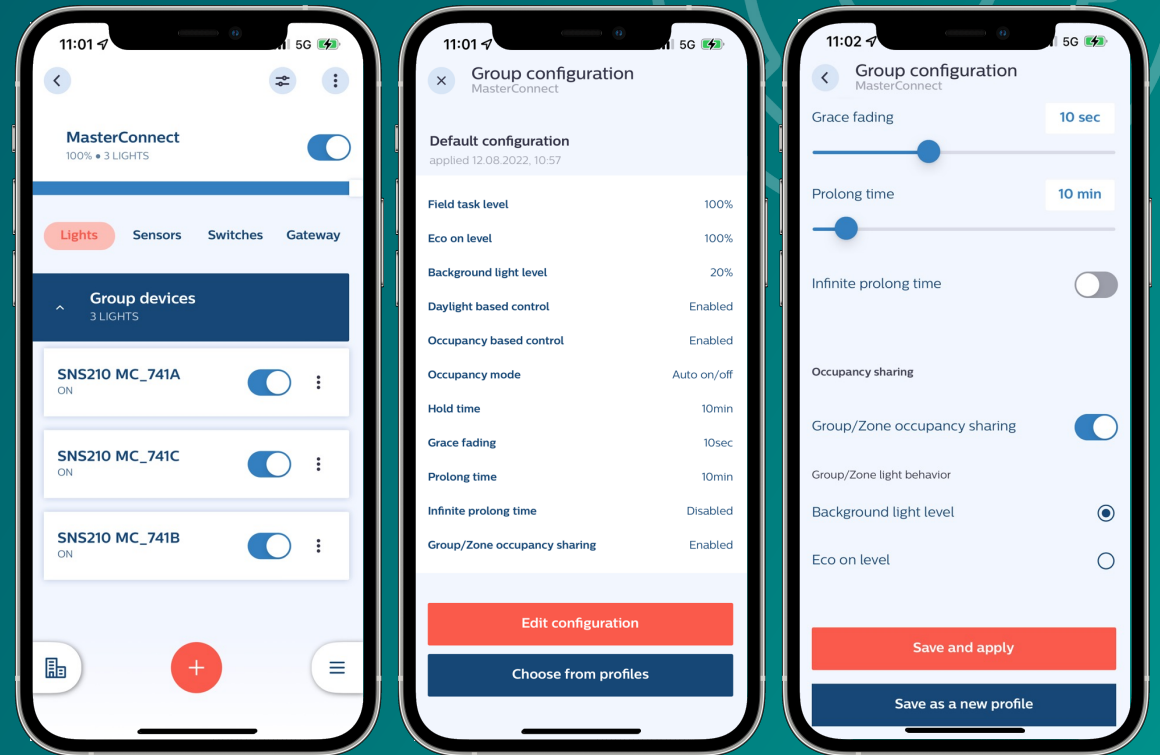 11:01
5G
MasterConnect
100% • 3 LIGHTS
Lights Sensors Switches Gateway
Group devices
3 LIGHTS
SNS210 MC_741A
ON
SNS210 MC_741C
ON
SNS210 MC_741B
ON
11:01
5G
Group configuration
MasterConnect
Default configuration
applied 12.08.2022, 10:57
Field task level 100%
Eco on level 100%
Background light level 20%
Daylight based control Enabled
Occupancy based control Enabled
Occupancy mode Auto on/off
Hold time 10min
Grace fading 10sec
Prolong time 10min
Infinite prolong time Disabled
Group/Zone occupancy sharing Enabled
Edit configuration
Choose from profiles
11:02
5G
Group configuration
MasterConnect
Grace fading 10 sec
Prolong time 10 min
Infinite prolong time
Occupancy sharing
Group/Zone occupancy sharing
Group/Zone light behavior
Background light level
Eco on level
Save and apply
Save as a new profile